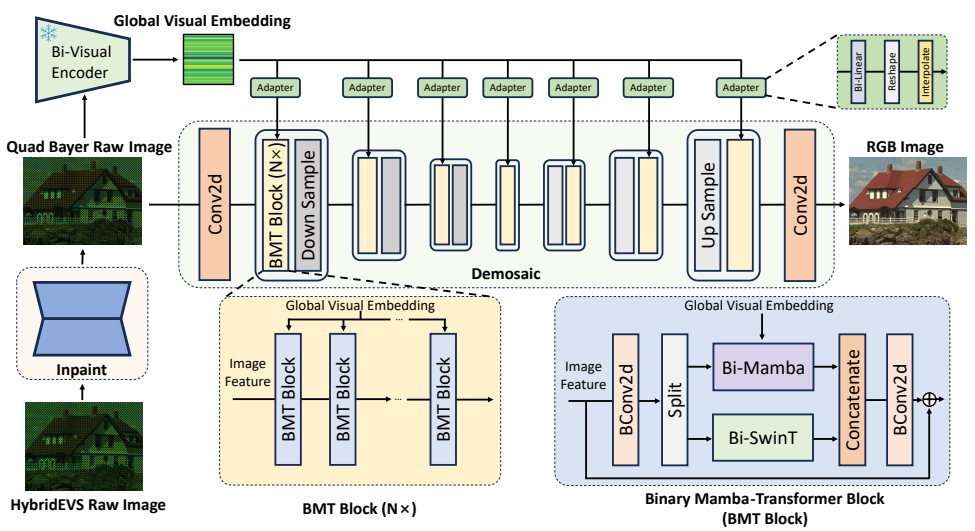 Global Visual Embedding
Bi-Visual
Encoder
Adapter
Adapter
Adapter
Adapter
Adapter
Adapter
Adapter
Bi-Linear
Reshape
Interpolate
Quad Bayer Raw Image
RGB Image
Conv2d
BMT Block (N×)
Down Sample
Up Sample
Conv2d
Demosaic
Inpaint
HybridEVS Raw Image
Global Visual Embedding
Image
Feature
BMT Block
BMT Block
...
...
BMT Block
BMT Block (N×)
Global Visual Embedding
Image
Feature
BConv2d
Split
Bi-Mamba
Bi-SwinT
Concatenate
BConv2d
Binary Mamba-Transformer Block
(BMT Block)